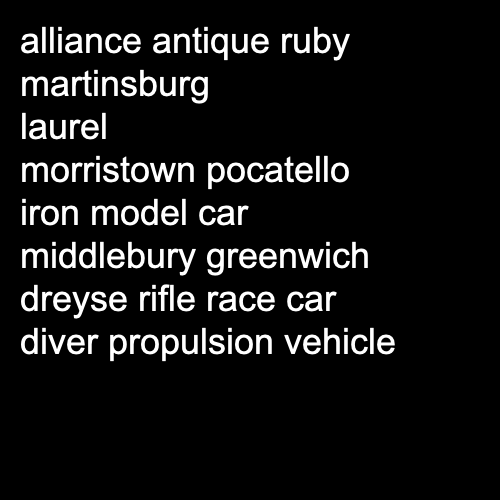 alliance antique ruby
martinsburg
laurel
morristown pocatello
iron model car
middlebury greenwich
dreyse rifle race car
diver propulsion vehicle